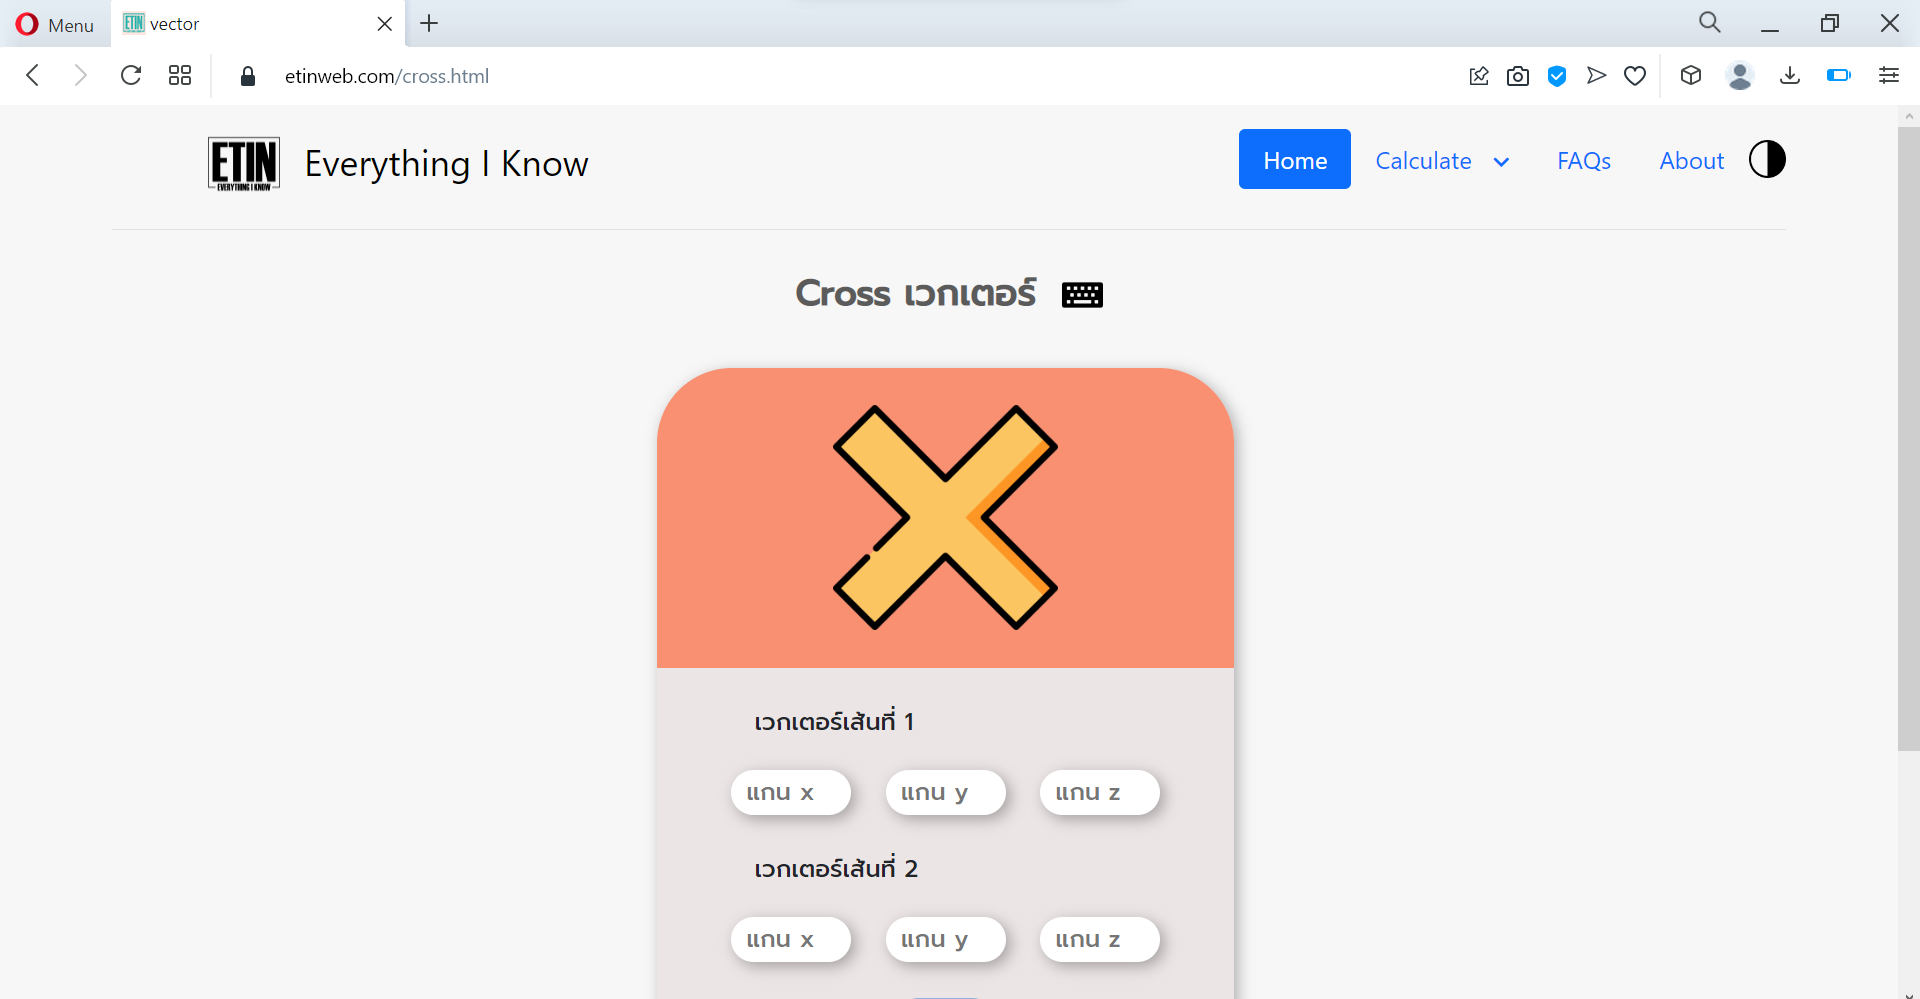 Menu
vector
etinweb.com/cross.html
ETIN
EVERYTHING I KNOW
Everything I Know
Home
Calculate
FAQs
About
Cross เวกเตอร์
เวกเตอร์เส้นที่ 1
แกน x
แกน y
แกน z
เวกเตอร์เส้นที่ 2
แกน x
แกน y
แกน z